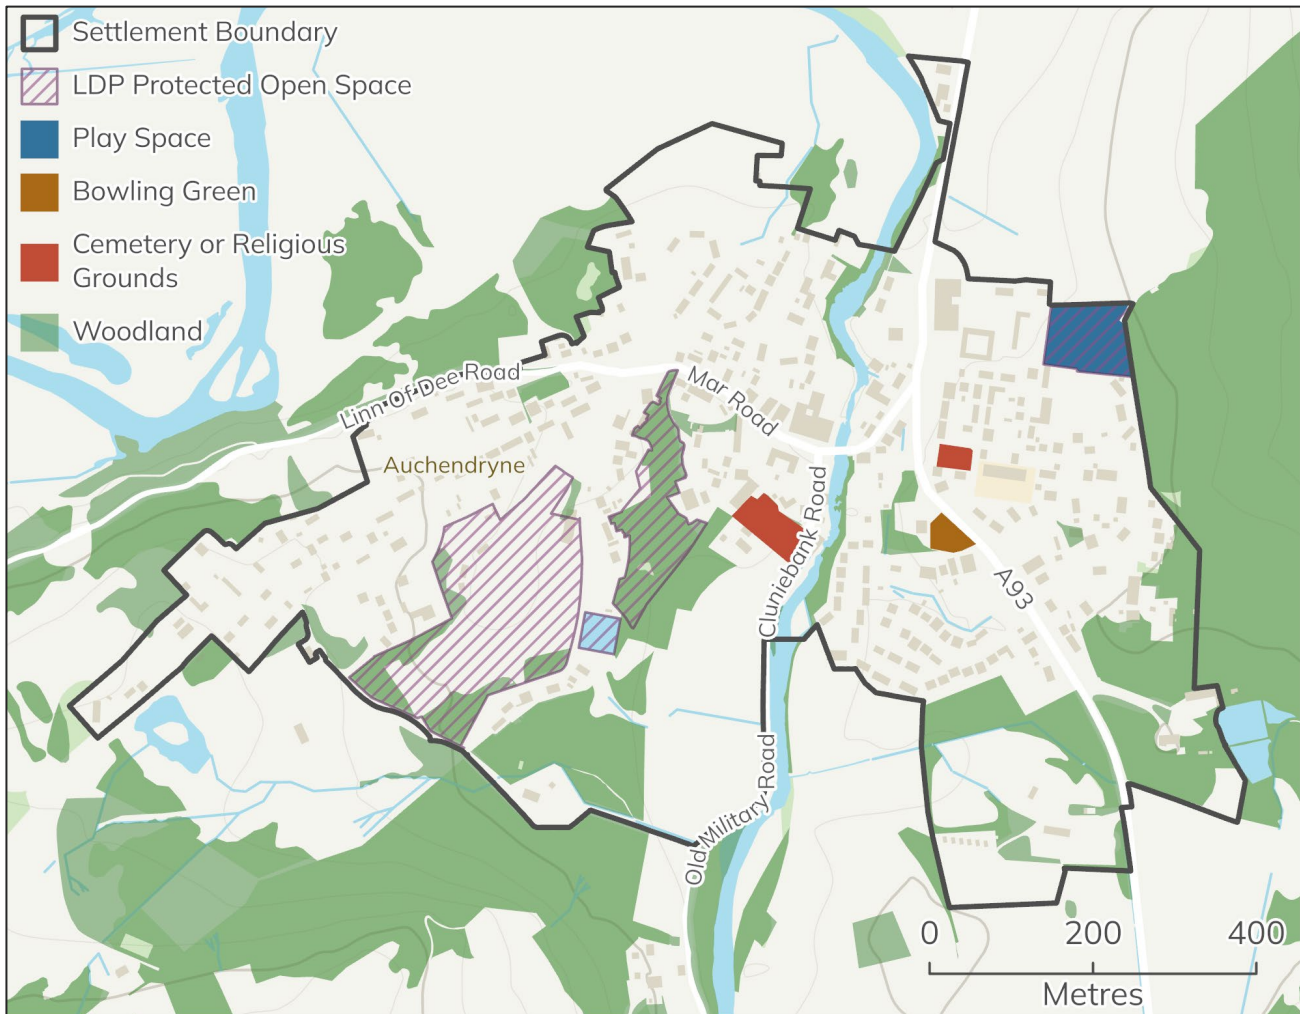 Settlement Boundary
LDP Protected Open Space
Play Space
Bowling Green
Cemetery or Religious
Grounds
Woodland
Linn-Of-Dee Road
Mar Road
Auchendryne
Cluniebank Road
A93
Old Military Road
0 200 400
Metres